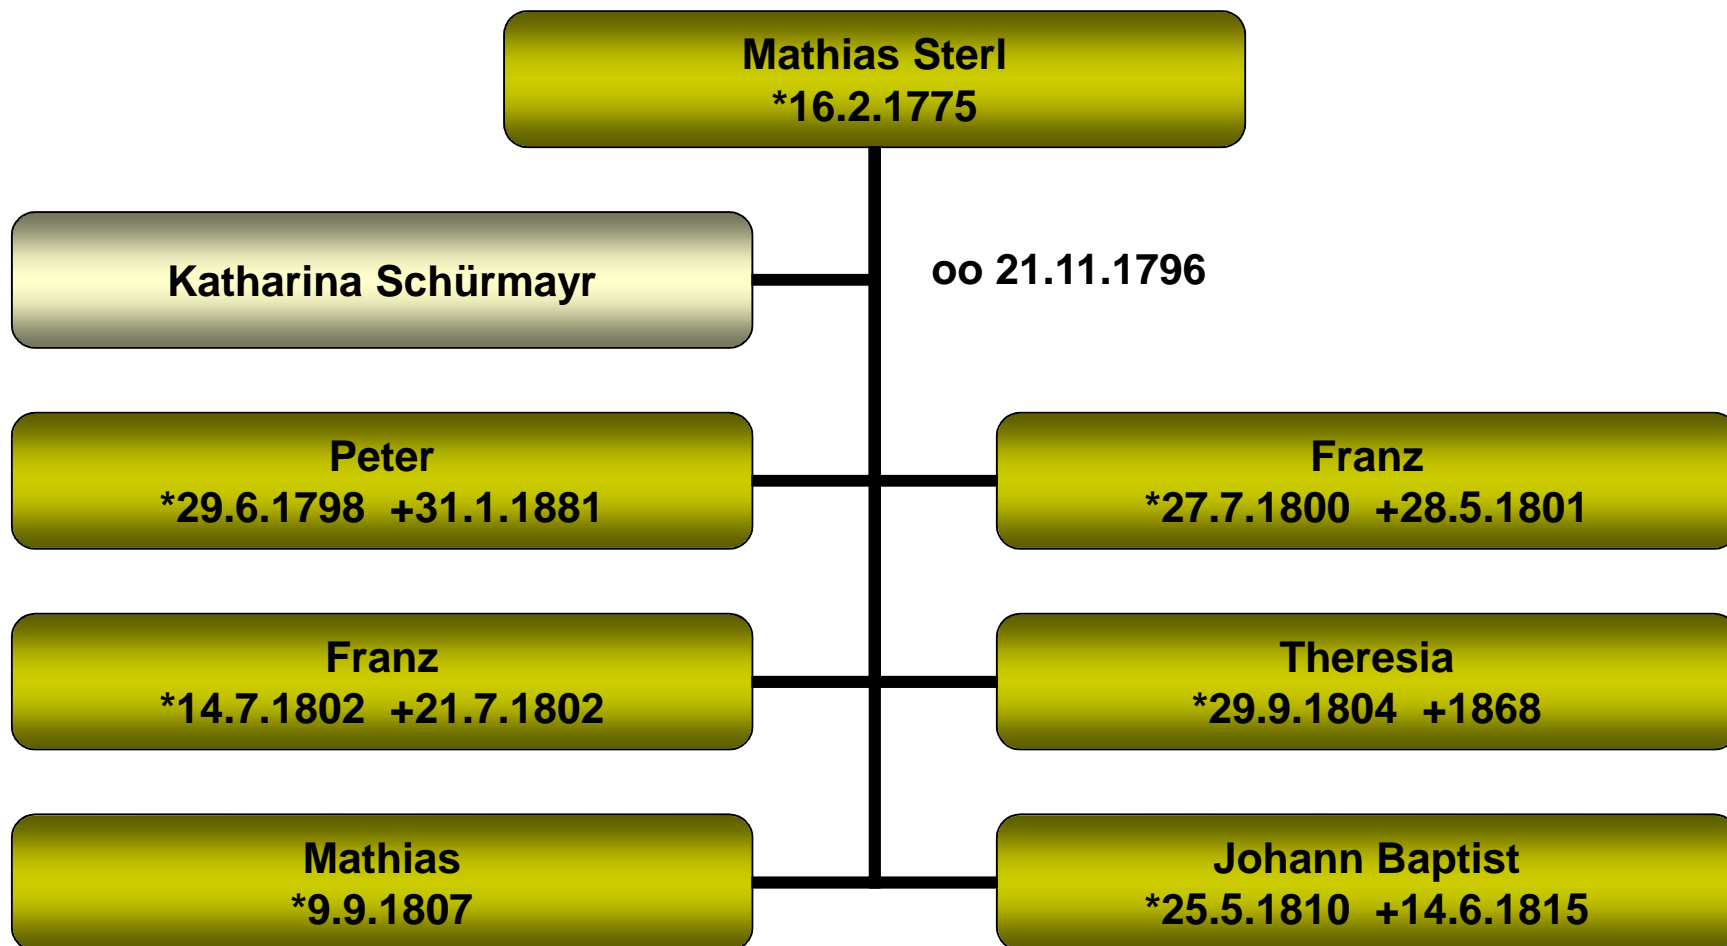 Mathias Sterl
*16.2.1775
Katharina Schürmayr
oo 21.11.1796
Peter
*29.6.1798 +31.1.1881
Franz
*27.7.1800 +28.5.1801
Franz
*14.7.1802 +21.7.1802
Theresia
*29.9.1804 +1868
Mathias
*9.9.1807
Johann Baptist
*25.5.1810 +14.6.1815